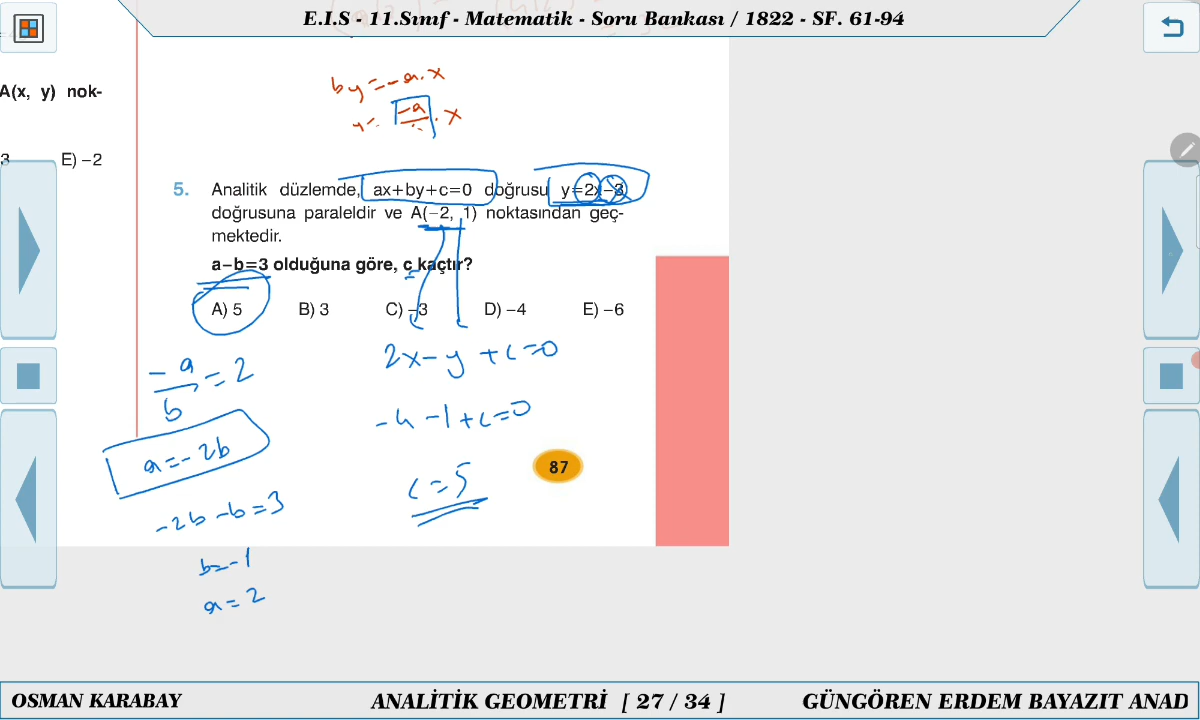 E.I.S - 11.Sınıf - Matematik - Soru Bankası / 1822 - SF. 61-94
A(x, y) nok-
3 E) −2
by = -a.x
5. Analitik düzlemde, ax+by+c=0 doğrusu y=2x−3
doğrusuna paraleldir ve A(−2, 1) noktasından geç-
mektedir.
a−b=3 olduğuna göre, c kaçtır?
A) 5 B) 3 C) −3 D) −4 E) −6
-a/b = 2
a = -2b
-2b - b = 3
b = -1
a = 2
2x - y + c = 0
-4 - 1 + c = 0
c = 5
87
OSMAN KARABAY ANALİTİK GEOMETRİ [ 27 / 34 ] GÜNGÖREN ERDEM BAYAZIT ANAD